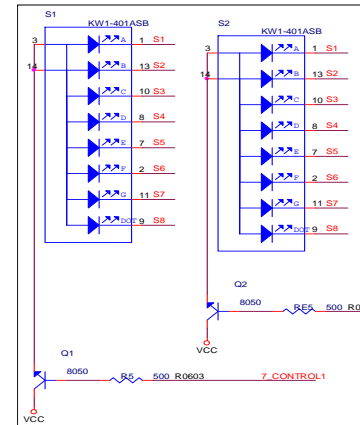 S1
KW1-401ASB
3
14
A 1 S1
B 13 S2
C 10 S3
D 8 S4
E 7 S5
F 2 S6
G 11 S7
DOT 9 S8
S2
KW1-401ASB
3
14
A 1 S1
B 13 S2
C 10 S3
D 8 S4
E 7 S5
F 2 S6
G 11 S7
DOT 9 S8
Q2
8050
RE5 500 R0
VCC
Q1
8050
R5 500 R0603 7_CONTROL1
VCC